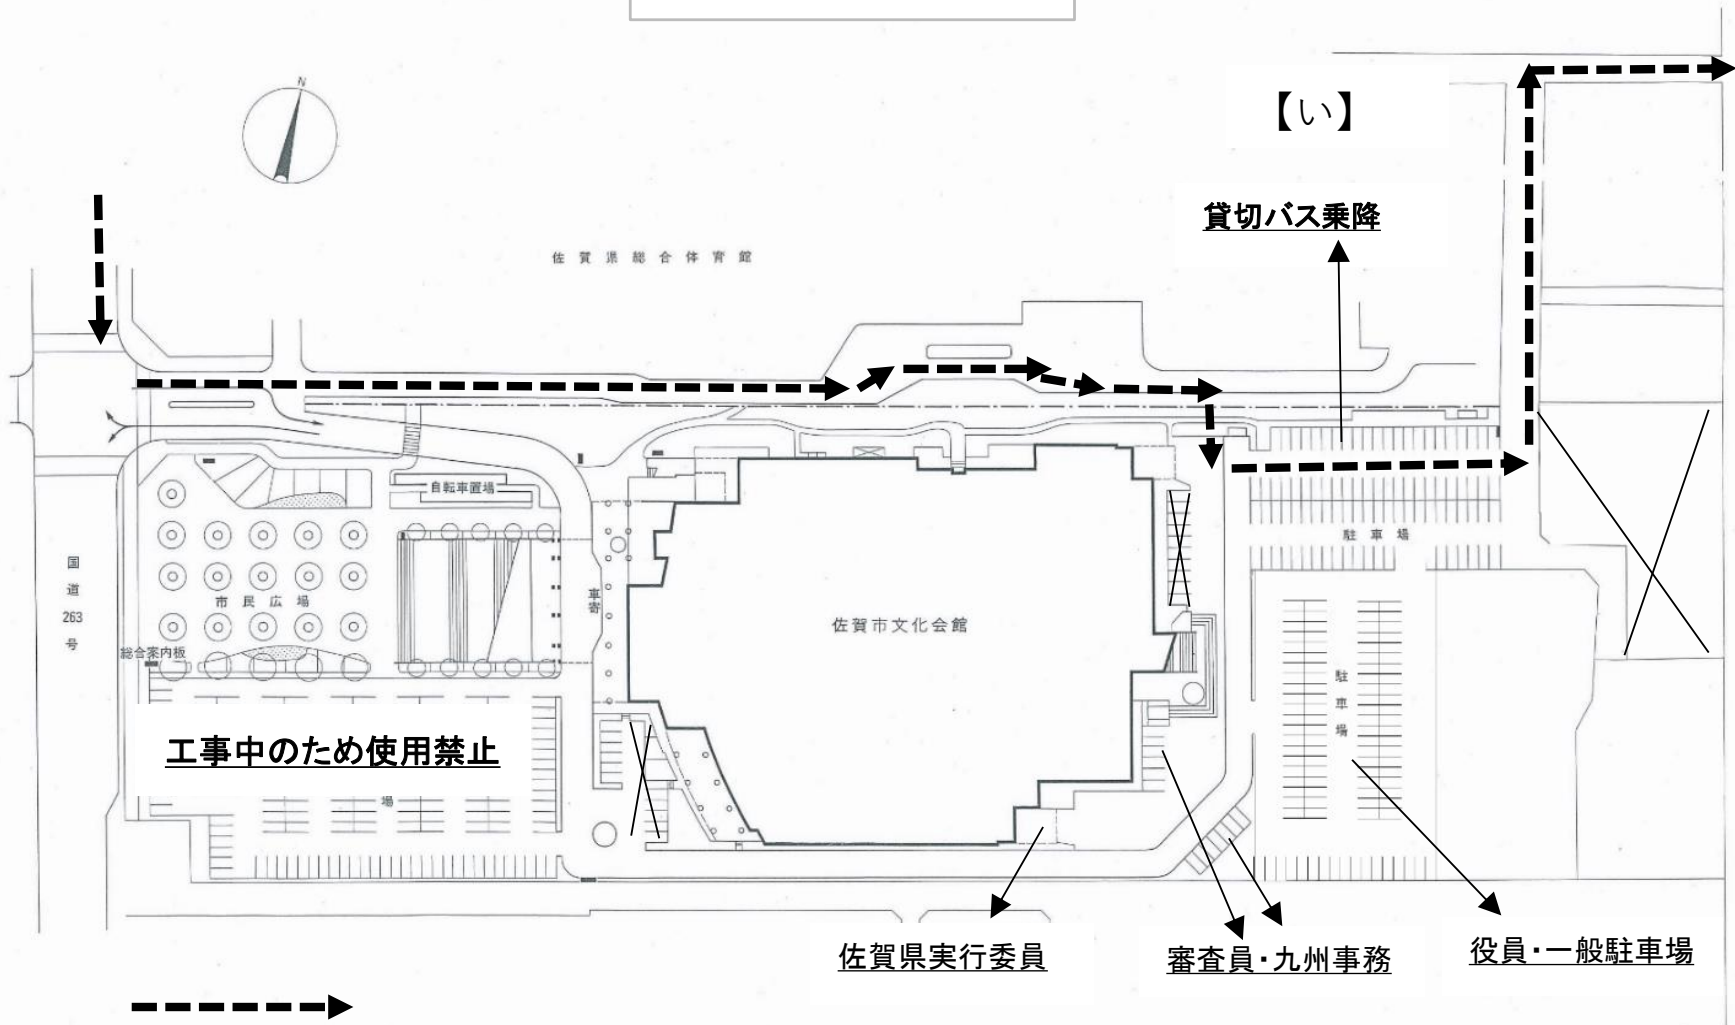 N
【い】
貸切バス乗降
佐賀県総合体育館
自転車置場
駐車場
国道263号
市民広場
車寄
佐賀市文化会館
総合案内板
駐車場
工事中のため使用禁止
場
佐賀県実行委員
審査員・九州事務
役員・一般駐車場